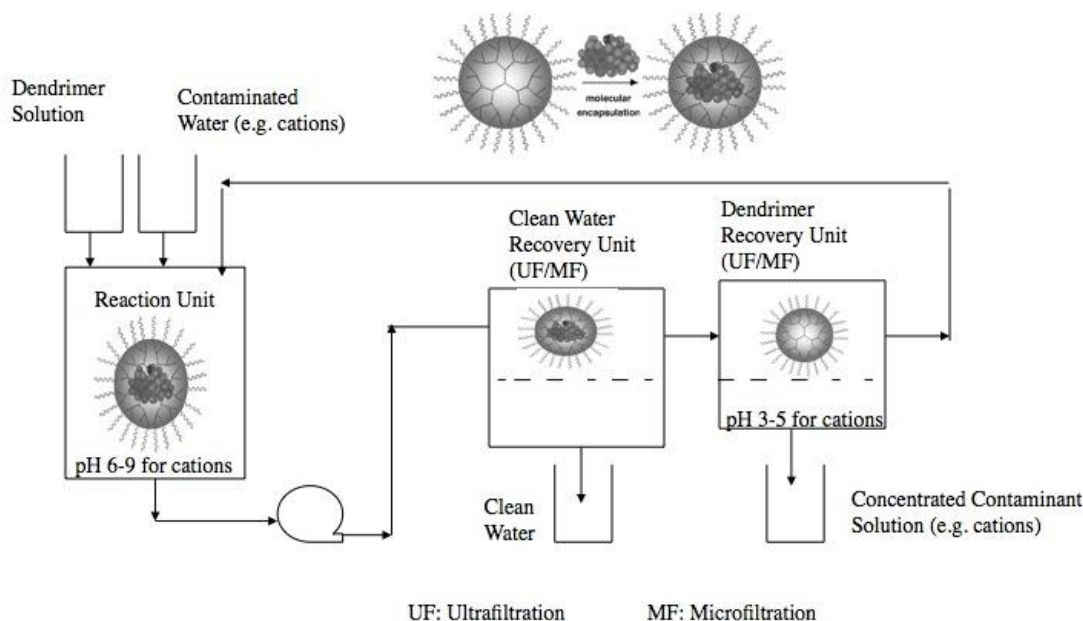 molecular
encapsulation
Dendrimer
Solution
Contaminated
Water (e.g. cations)
Clean Water
Recovery Unit
(UF/MF)
Dendrimer
Recovery Unit
(UF/MF)
Reaction Unit
pH 6-9 for cations
pH 3-5 for cations
Clean
Water
Concentrated Contaminant
Solution (e.g. cations)
UF: Ultrafiltration MF: Microfiltration